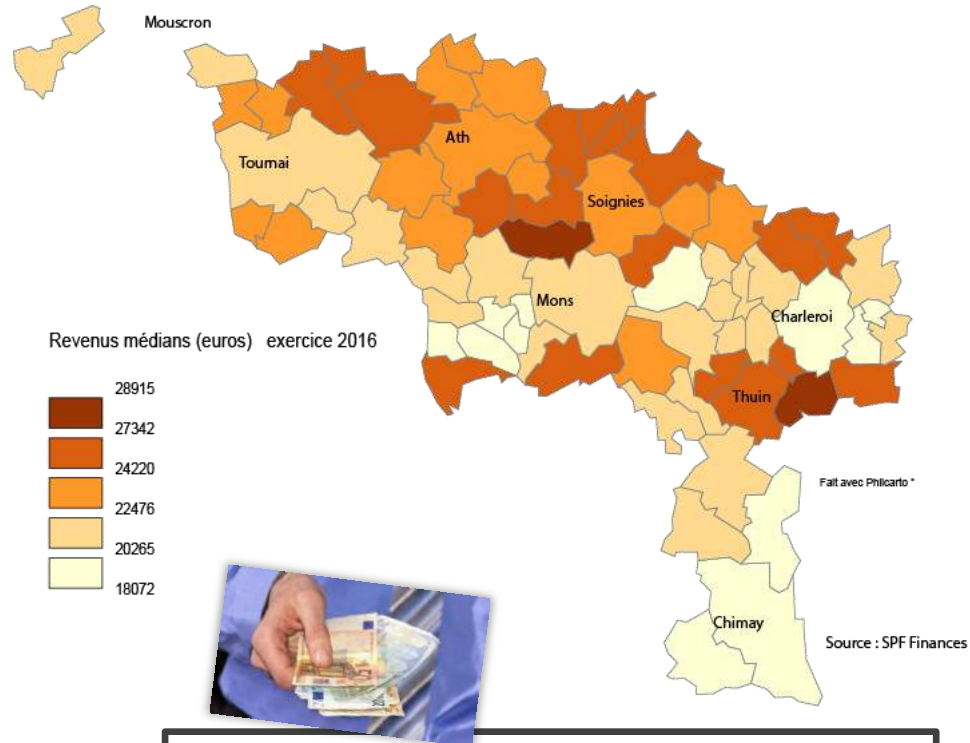 Mouscron
Ath
Tournai
Soignies
Mons
Charleroi
Revenus médians (euros) exercice 2016
28915
27342
24220
22476
20265
18072
Thuin
Fait avec Philcarto *
Chimay
Source : SPF Finances